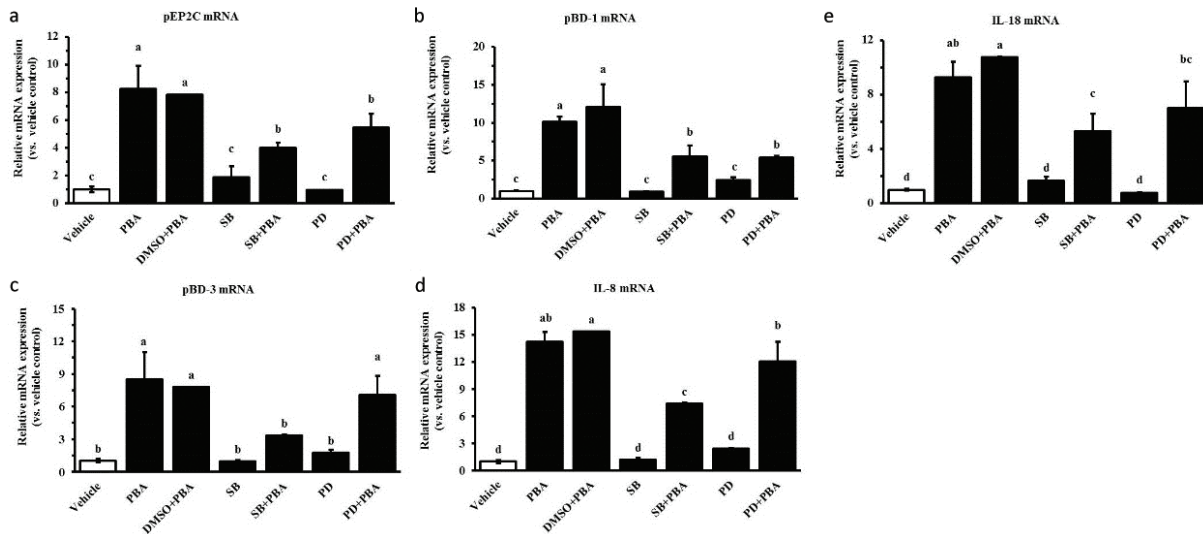 a
pEP2C mRNA
Relative mRNA expression
(vs. vehicle control)
12
10
8
6
4
2
0
c
a
a
c
b
c
b
Vehicle
PBA
DMSO+PBA
SB
SB+PBA
PD
PD+PBA
b
pBD-1 mRNA
Relative mRNA expression
(vs. vehicle control)
20
15
10
5
0
c
a
a
c
b
c
b
Vehicle
PBA
DMSO+PBA
SB
SB+PBA
PD
PD+PBA
e
IL-18 mRNA
Relative mRNA expression
(vs. vehicle control)
12
8
4
0
d
ab
a
d
c
d
bc
Vehicle
PBA
DMSO+PBA
SB
SB+PBA
PD
PD+PBA
c
pBD-3 mRNA
Relative mRNA expression
(vs. vehicle control)
15
12
9
6
3
0
b
a
a
b
b
b
a
Vehicle
PBA
DMSO+PBA
SB
SB+PBA
PD
PD+PBA
d
IL-8 mRNA
Relative mRNA expression
(vs. vehicle control)
18
15
12
9
6
3
0
d
ab
a
d
c
d
b
Vehicle
PBA
DMSO+PBA
SB
SB+PBA
PD
PD+PBA